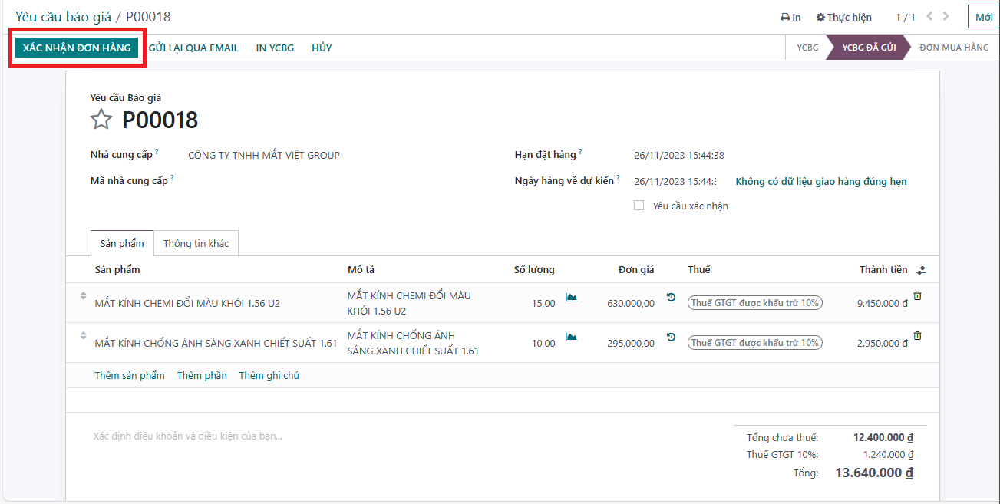 Yêu cầu báo giá / P00018
In Thực hiện 1 / 1 Mới
XÁC NHẬN ĐƠN HÀNG GỬI LẠI QUA EMAIL IN YCBG HỦY YCBG YCBG ĐÃ GỬI ĐƠN MUA HÀNG
Yêu cầu Báo giá
P00018
Nhà cung cấp ? CÔNG TY TNHH MẮT VIỆT GROUP Hạn đặt hàng ? 26/11/2023 15:44:38
Mã nhà cung cấp ? Ngày hàng về dự kiến ? 26/11/2023 15:44: Không có dữ liệu giao hàng đúng hẹn
Yêu cầu xác nhận
Sản phẩm Thông tin khác
Sản phẩm Mô tả Số lượng Đơn giá Thuế Thành tiền
MẮT KÍNH CHEMI ĐỔI MÀU KHÓI 1.56 U2 MẮT KÍNH CHEMI ĐỔI MÀU 15,00 630.000,00 Thuế GTGT được khấu trừ 10% 9.450.000 ₫
KHÓI 1.56 U2
MẮT KÍNH CHỐNG ÁNH SÁNG XANH CHIẾT SUẤT 1.61 MẮT KÍNH CHỐNG ÁNH 10,00 295.000,00 Thuế GTGT được khấu trừ 10% 2.950.000 ₫
SÁNG XANH CHIẾT SUẤT 1.61
Thêm sản phẩm Thêm phần Thêm ghi chú
Xác định điều khoản và điều kiện của bạn...
Tổng chưa thuế: 12.400.000 ₫
Thuế GTGT 10%: 1.240.000 ₫
Tổng: 13.640.000 ₫